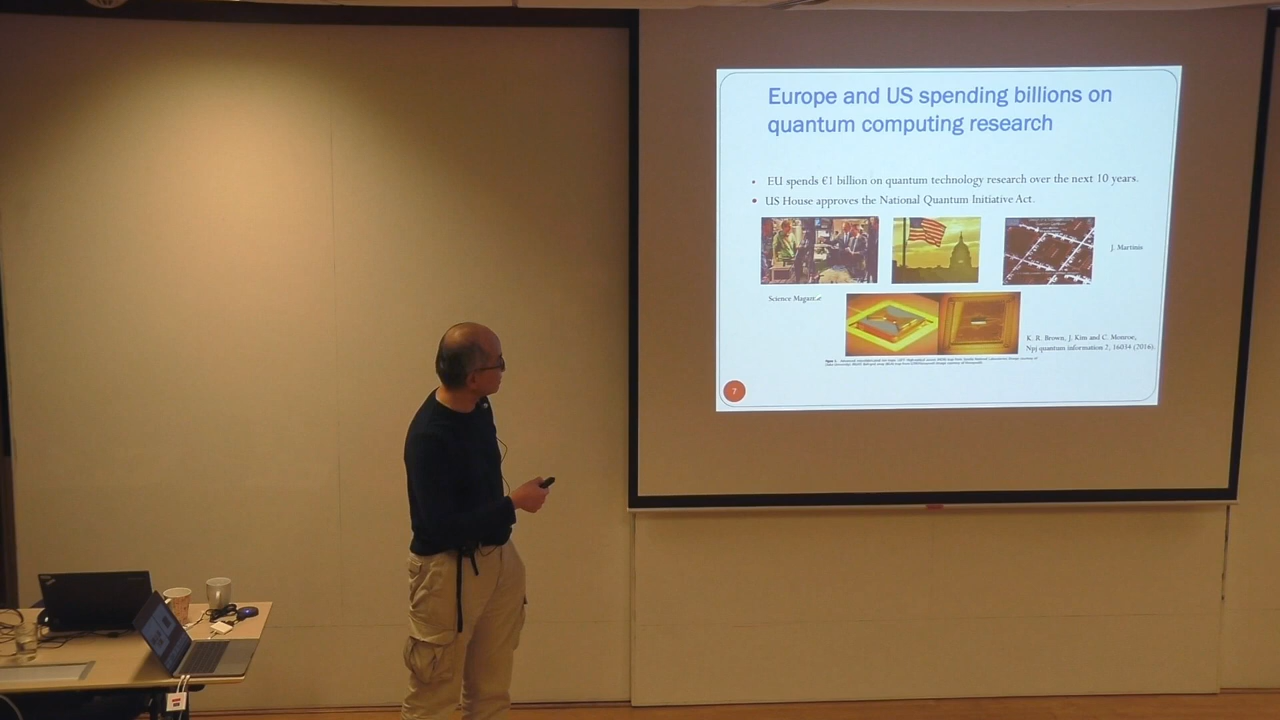 Europe and US spending billions on
quantum computing research
• EU spends €1 billion on quantum technology research over the next 10 years.
• US House approves the National Quantum Initiative Act.
J. Martinis
Science Magazine
K. R. Brown, J. Kim and C. Monroe,
Npj quantum information 2, 16034 (2016).
7